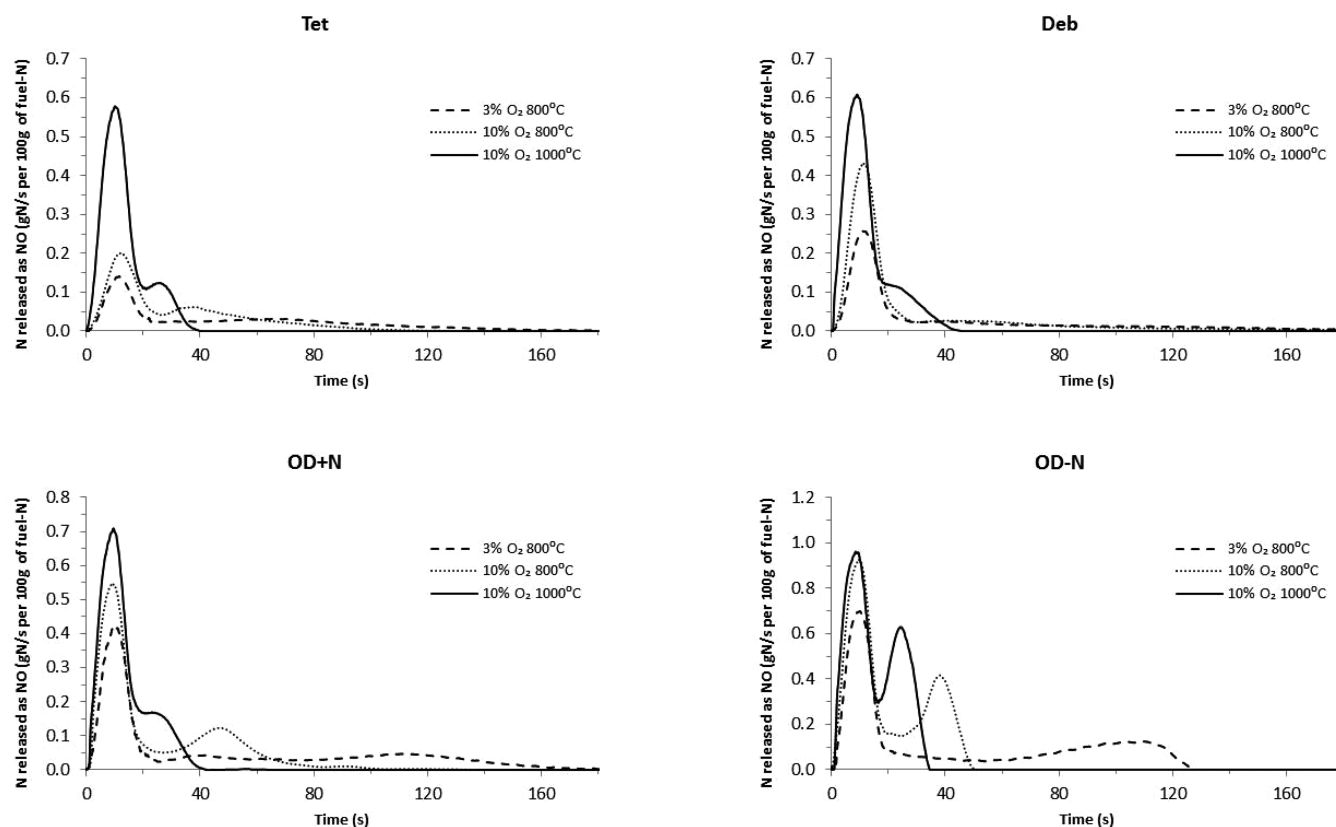 Tet
N released as NO (gN/s per 100g of fuel-N)
0.7
0.6
0.5
0.4
0.3
0.2
0.1
0.0
3% O₂ 800°C
10% O₂ 800°C
10% O₂ 1000°C
0 40 80 120 160
Time (s)
Deb
N released as NO (gN/s per 100g of fuel-N)
0.7
0.6
0.5
0.4
0.3
0.2
0.1
0.0
3% O₂ 800°C
10% O₂ 800°C
10% O₂ 1000°C
0 40 80 120 160
Time (s)
OD+N
N released as NO (gN/s per 100g of fuel-N)
0.8
0.7
0.6
0.5
0.4
0.3
0.2
0.1
0.0
3% O₂ 800°C
10% O₂ 800°C
10% O₂ 1000°C
0 40 80 120 160
Time (s)
OD-N
N released as NO (gN/s per 100g of fuel-N)
1.2
1.0
0.8
0.6
0.4
0.2
0.0
3% O₂ 800°C
10% O₂ 800°C
10% O₂ 1000°C
0 40 80 120 160
Time (s)